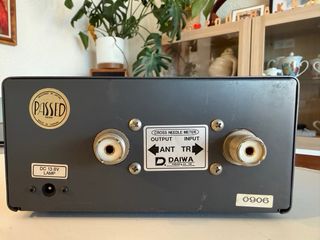 PASSED
CROSS NEEDLE METER
OUTPUT INPUT
ANT TR
D DAIWA
DC 13.8V
LAMP
0906